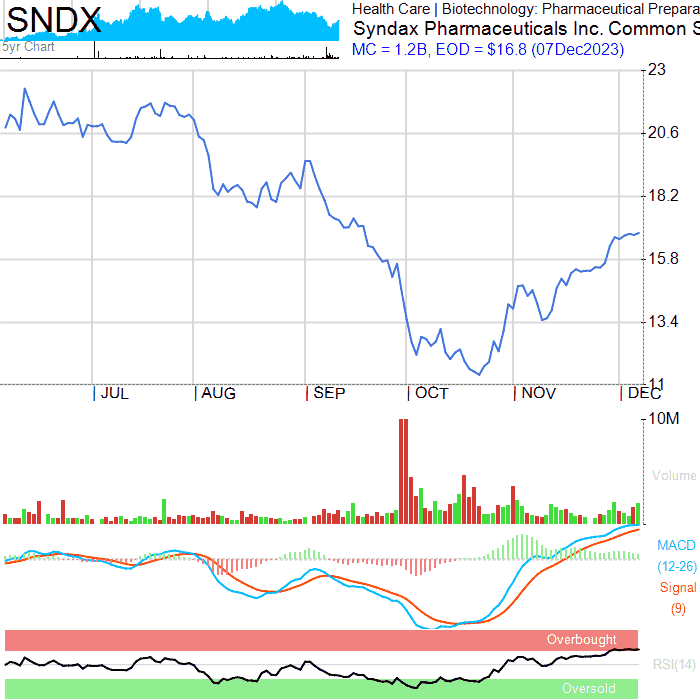 SNDX
Health Care | Biotechnology: Pharmaceutical Prepara
Syndax Pharmaceuticals Inc. Common S
5yr Chart
MC = 1.2B, EOD = $16.8 (07Dec2023)
23
20.6
18.2
15.8
13.4
11
JUL
AUG
SEP
OCT
NOV
DEC
10M
Volume
MACD
(12-26)
Signal
(9)
Overbought
RSI(14)
Oversold